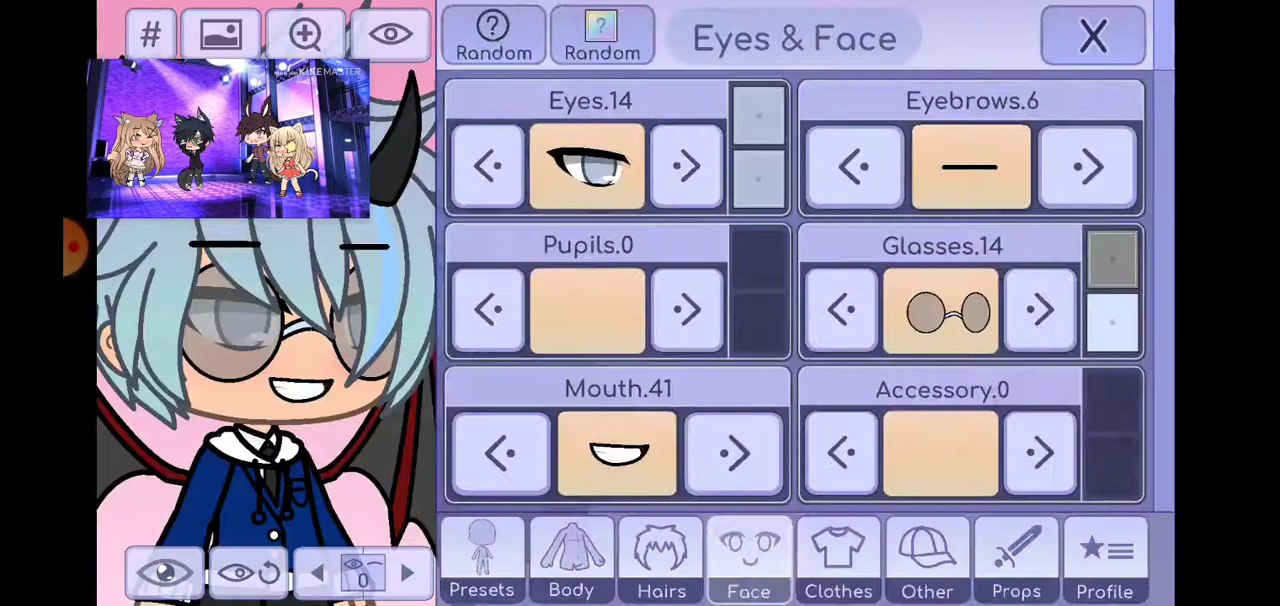 #
? Random
? Random
Eyes & Face
X
KINEMASTER
Eyes.14
Eyebrows.6
Pupils.0
Glasses.14
Mouth.41
Accessory.0
0
Presets
Body
Hairs
Face
Clothes
Other
Props
Profile